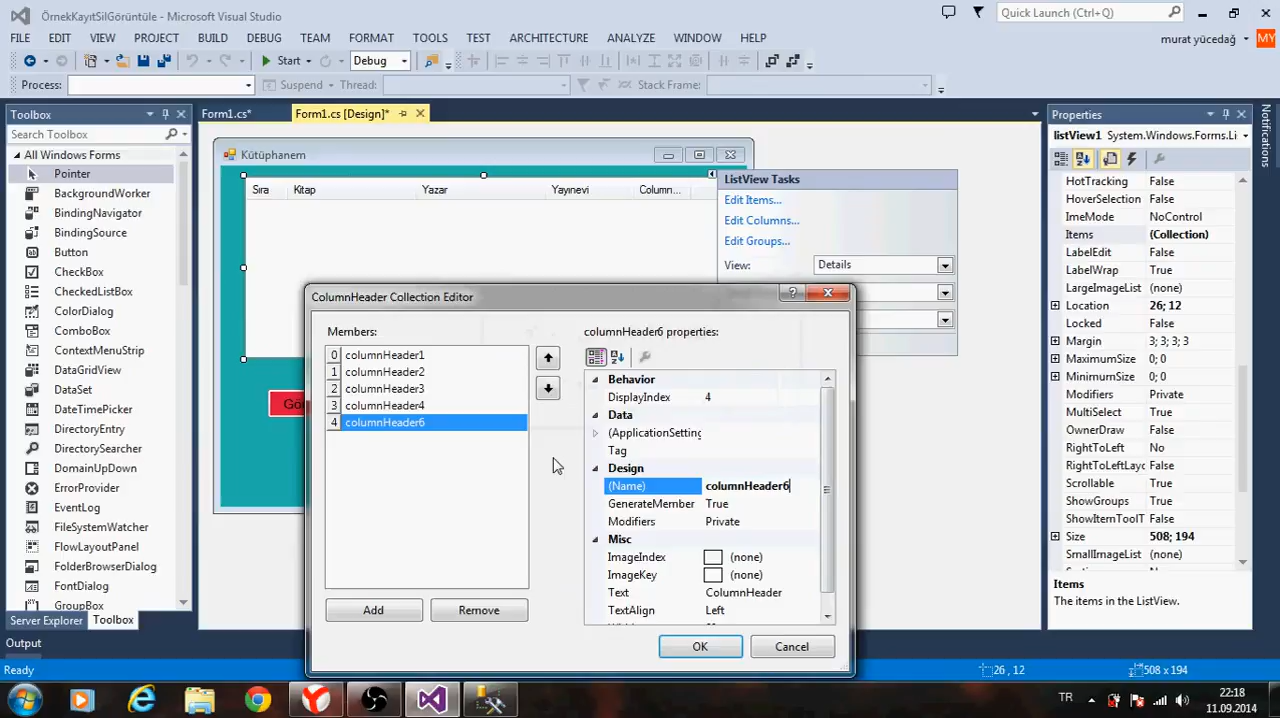 ÖrnekKayıtSilGörüntüle - Microsoft Visual Studio
Quick Launch (Ctrl+Q)
FILE EDIT VIEW PROJECT BUILD DEBUG TEAM FORMAT TOOLS TEST ARCHITECTURE ANALYZE WINDOW HELP
murat yücedağ MY
Start Debug
Process: Suspend Thread: Stack Frame:
Toolbox
Form1.cs* Form1.cs [Design]*
Properties
Search Toolbox
listView1 System.Windows.Forms.Li
All Windows Forms
Pointer
BackgroundWorker
BindingNavigator
BindingSource
Button
CheckBox
CheckedListBox
ColorDialog
ComboBox
ContextMenuStrip
DataGridView
DataSet
DateTimePicker
DirectoryEntry
DirectorySearcher
DomainUpDown
ErrorProvider
EventLog
FileSystemWatcher
FlowLayoutPanel
FolderBrowserDialog
FontDialog
GroupBox
Server Explorer Toolbox
Kütüphanem
Sıra Kitap Yazar Yayınevi Column...
ListView Tasks
Edit Items...
Edit Columns...
Edit Groups...
View: Details
ColumnHeader Collection Editor
Members:
0 columnHeader1
1 columnHeader2
2 columnHeader3
3 columnHeader4
4 columnHeader6
Add Remove
columnHeader6 properties:
Behavior
DisplayIndex 4
Data
(ApplicationSetting
Tag
Design
(Name) columnHeader6
GenerateMember True
Modifiers Private
Misc
ImageIndex (none)
ImageKey (none)
Text ColumnHeader
TextAlign Left
OK Cancel
HotTracking False
HoverSelection False
ImeMode NoControl
Items (Collection)
LabelEdit False
LabelWrap True
LargeImageList (none)
Location 26; 12
Locked False
Margin 3; 3; 3; 3
MaximumSize 0; 0
MinimumSize 0; 0
Modifiers Private
MultiSelect True
OwnerDraw False
RightToLeft No
RightToLeftLayc False
Scrollable True
ShowGroups True
ShowItemToolT False
Size 508; 194
SmallImageList (none)
Items
The items in the ListView.
Notifications
Output
Ready
26 , 12
508 x 194
TR
22:18
11.09.2014